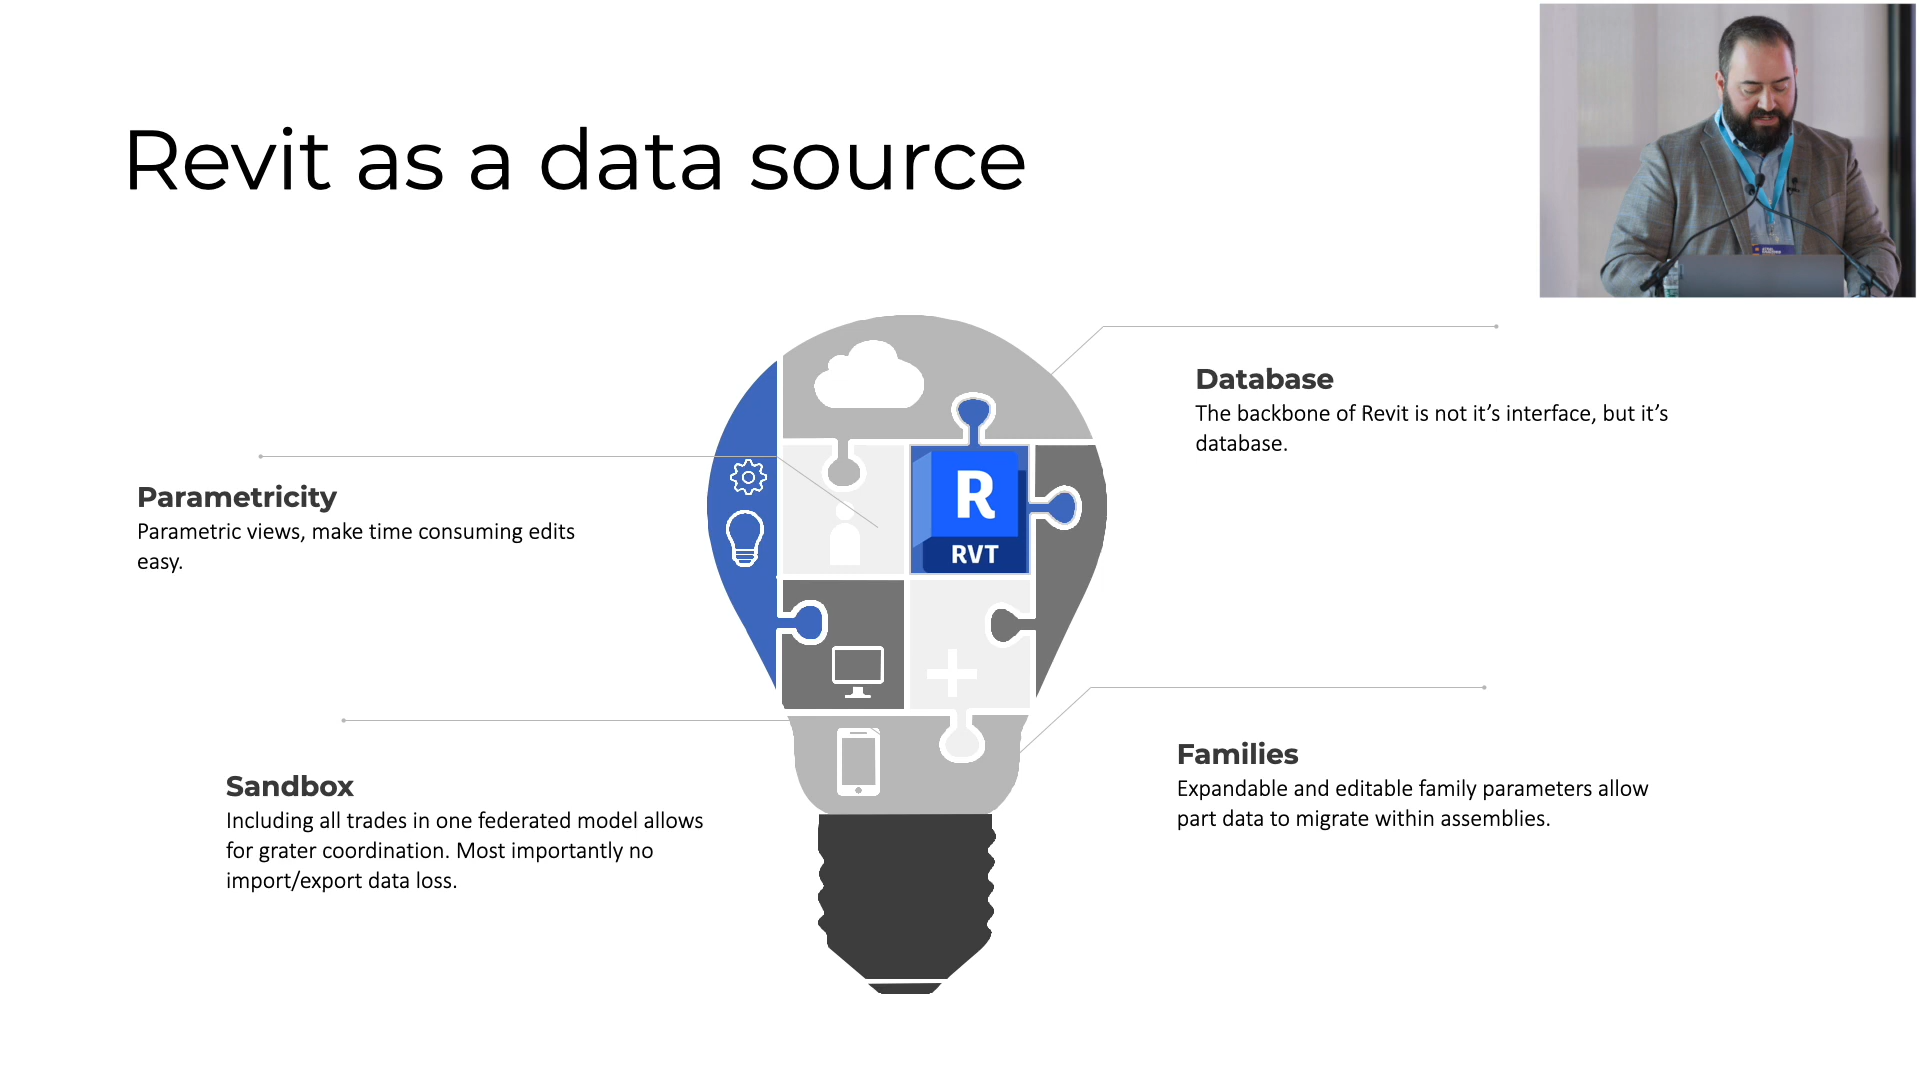 Revit as a data source
Database
The backbone of Revit is not it’s interface, but it’s
database.
Parametricity
Parametric views, make time consuming edits
easy.
R
RVT
Sandbox
Including all trades in one federated model allows
for grater coordination. Most importantly no
import/export data loss.
Families
Expandable and editable family parameters allow
part data to migrate within assemblies.